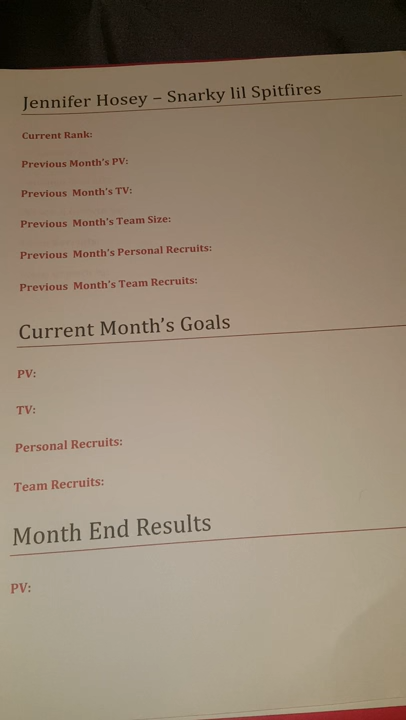 Jennifer Hosey – Snarky lil Spitfires
Current Rank:
Previous Month's PV:
Previous Month's TV:
Previous Month's Team Size:
Previous Month's Personal Recruits:
Previous Month's Team Recruits:
Current Month's Goals
PV:
TV:
Personal Recruits:
Team Recruits:
Month End Results
PV: